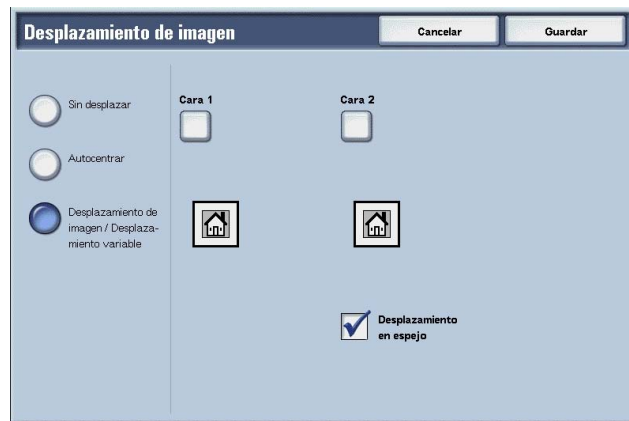 Desplazamiento de imagen
Cancelar
Guardar
Sin desplazar
Autocentrar
Desplazamiento de
imagen / Desplaza-
miento variable
Cara 1
Cara 2
Desplazamiento
en espejo